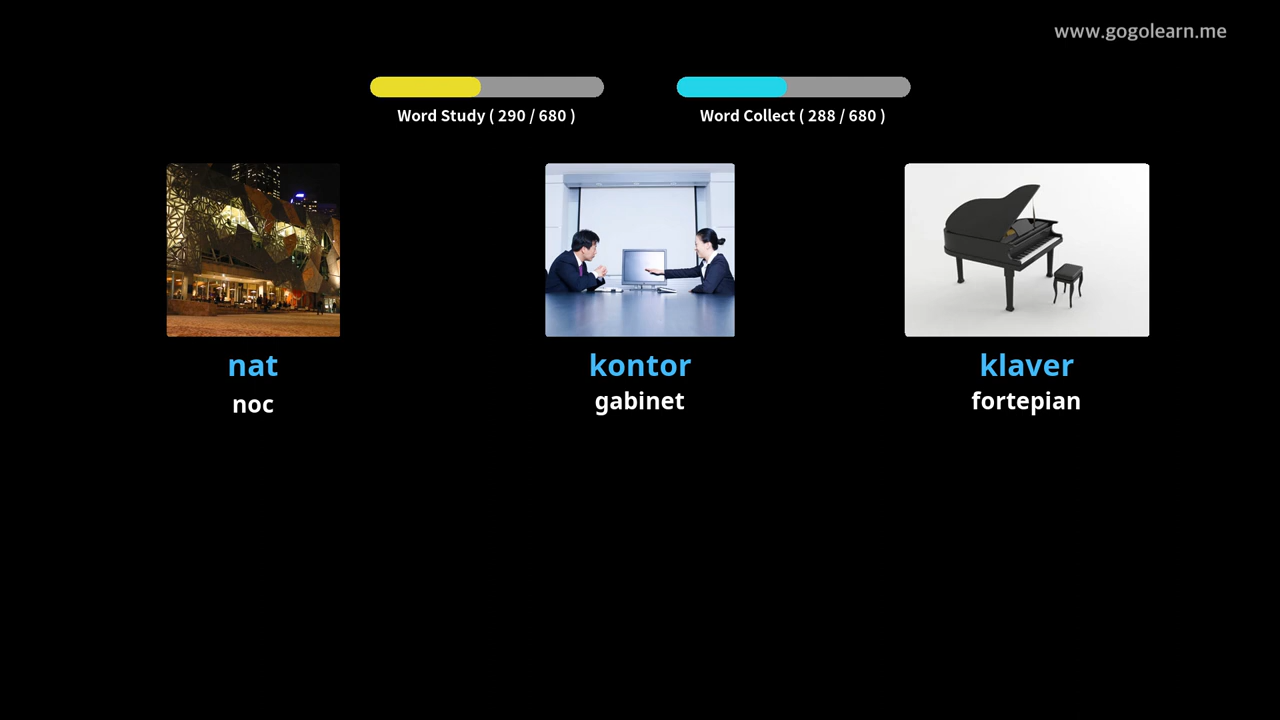 www.gogolearn.me
Word Study ( 290 / 680 )
Word Collect ( 288 / 680 )
nat
noc
kontor
gabinet
klaver
fortepian